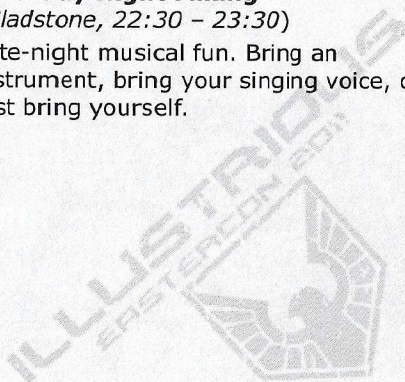 ladstone, 22:30 – 23:30)
te-night musical fun. Bring an
strument, bring your singing voice,
st bring yourself.
ILLUSTRIOUS
EASTERCON 2011